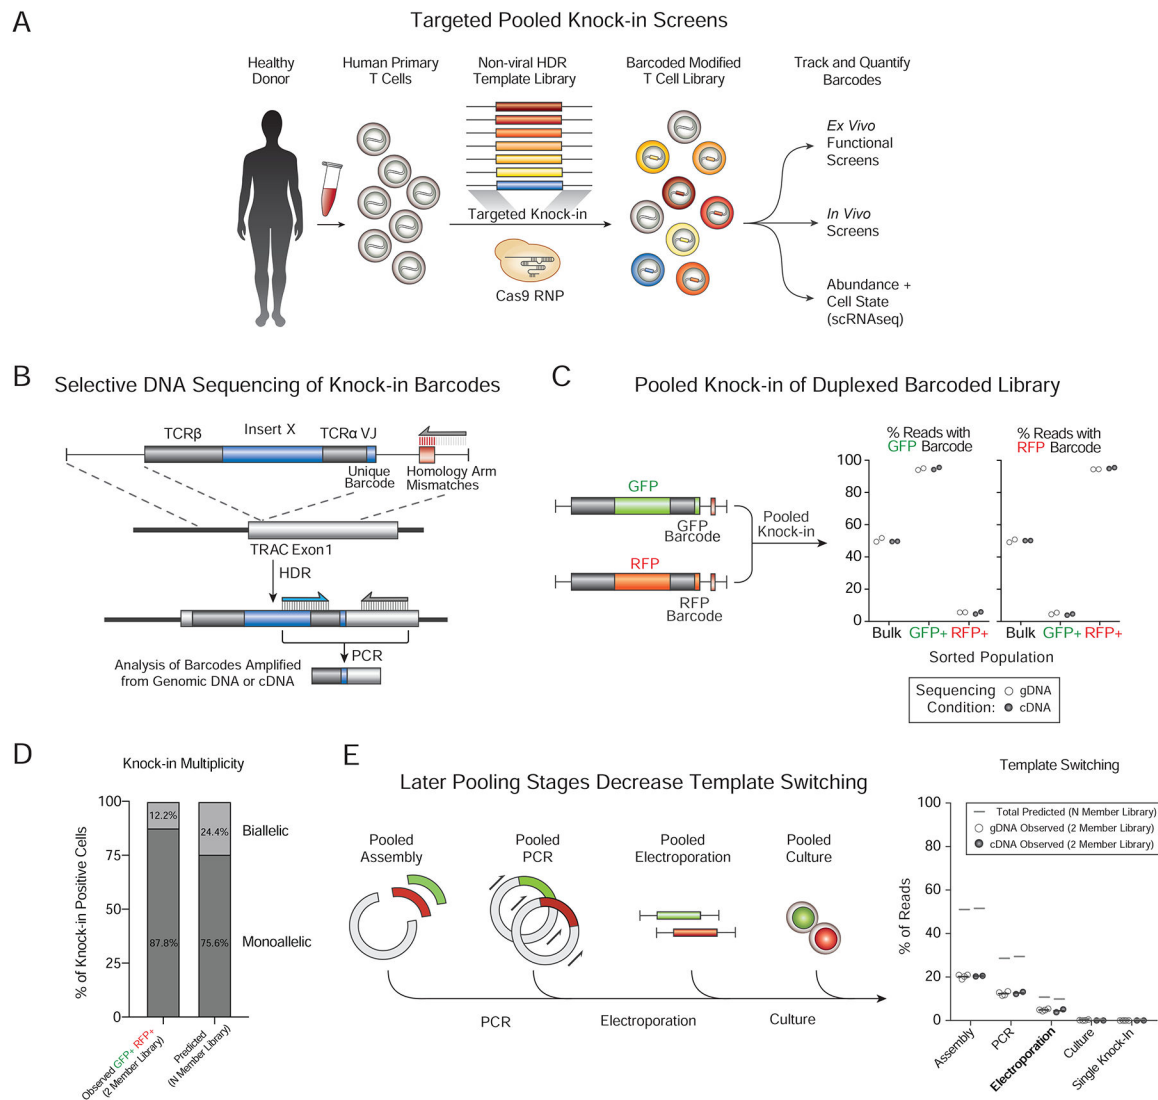 A
Targeted Pooled Knock-in Screens
Healthy
Donor
Human Primary
T Cells
Non-viral HDR
Template Library
Barcoded Modified
T Cell Library
Track and Quantify
Barcodes
Targeted Knock-in
Cas9 RNP
Ex Vivo
Functional
Screens
In Vivo
Screens
Abundance +
Cell State
(scRNAseq)
B
Selective DNA Sequencing of Knock-in Barcodes
TCRβ
Insert X
TCRα VJ
Unique
Barcode
Homology Arm
Mismatches
TRAC Exon1
HDR
PCR
Analysis of Barcodes Amplified
from Genomic DNA or cDNA
C
Pooled Knock-in of Duplexed Barcoded Library
GFP
GFP
Barcode
RFP
RFP
Barcode
Pooled
Knock-in
% Reads with
GFP Barcode
% Reads with
RFP Barcode
100
80
60
40
20
0
Bulk GFP+ RFP+
Bulk GFP+ RFP+
Sorted Population
Sequencing
Condition:
gDNA
cDNA
D
Knock-in Multiplicity
% of Knock-in Positive Cells
100
75
50
25
0
12.2%
87.8%
24.4%
75.6%
Biallelic
Monoallelic
Observed GFP+ RFP+
(2 Member Library)
Predicted
(N Member Library)
E
Later Pooling Stages Decrease Template Switching
Pooled
Assembly
Pooled
PCR
Pooled
Electroporation
Pooled
Culture
PCR
Electroporation
Culture
Template Switching
% of Reads
100
80
60
40
20
0
Total Predicted (N Member Library)
gDNA Observed (2 Member Library)
cDNA Observed (2 Member Library)
Assembly
PCR
Electroporation
Culture
Single Knock-In